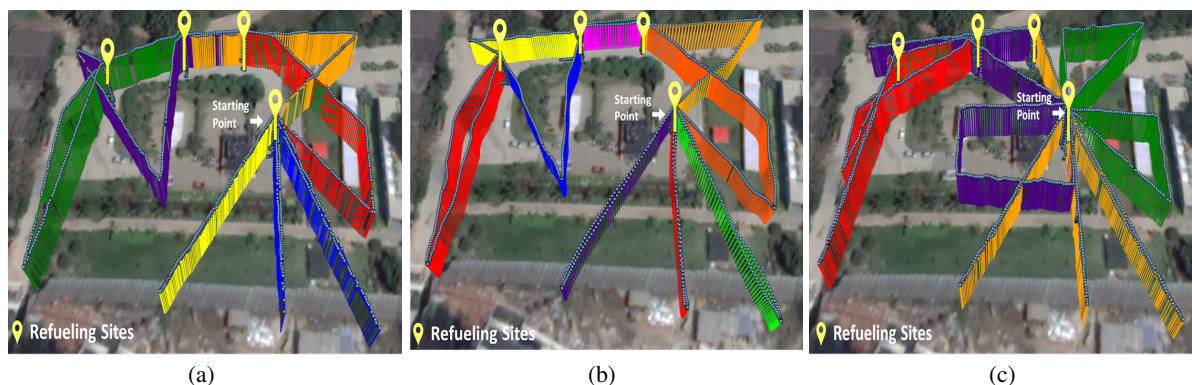 Starting
Point
Refueling Sites
(a)
Starting
Point
Refueling Sites
(b)
Starting
Point
Refueling Sites
(c)